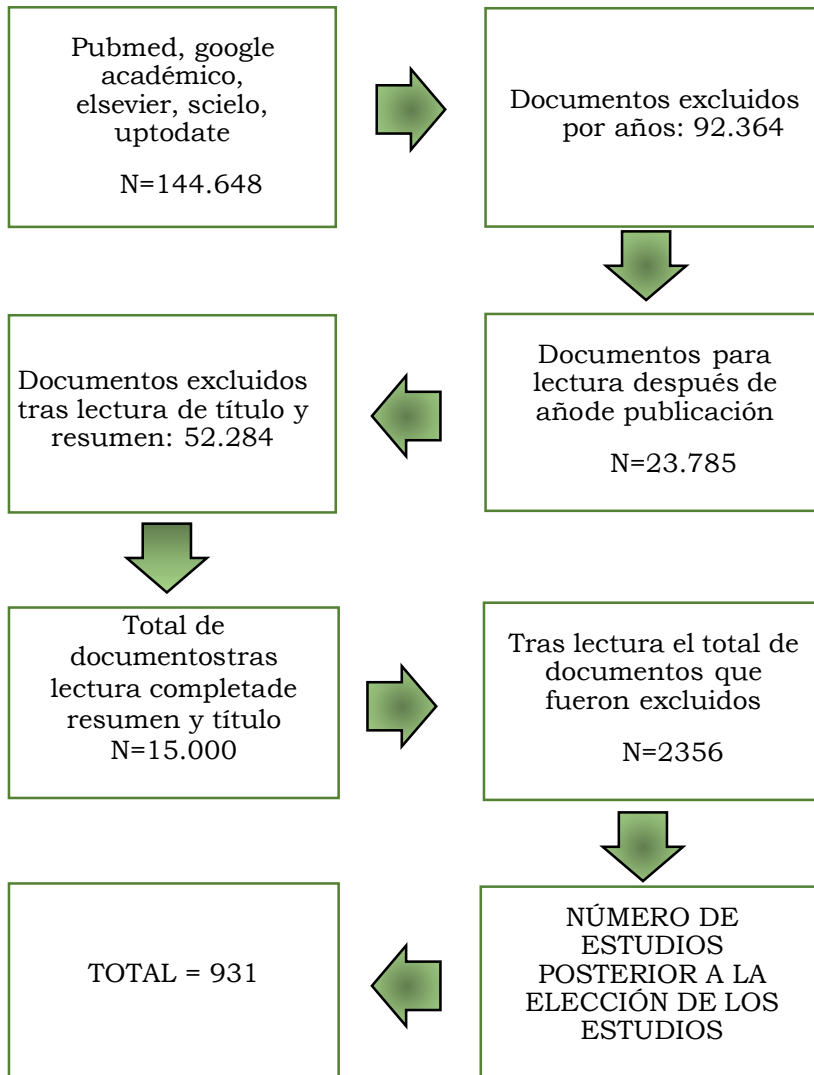 Pubmed, google
académico,
elsevier, scielo,
uptodate
N=144.648
Documentos excluidos
por años: 92.364
Documentos para
lectura después de
añode publicación
N=23.785
Documentos excluidos
tras lectura de título y
resumen: 52.284
Total de
documentostras
lectura completade
resumen y título
N=15.000
Tras lectura el total de
documentos que
fueron excluidos
N=2356
NÚMERO DE
ESTUDIOS
POSTERIOR A LA
ELECCIÓN DE LOS
ESTUDIOS
TOTAL = 931